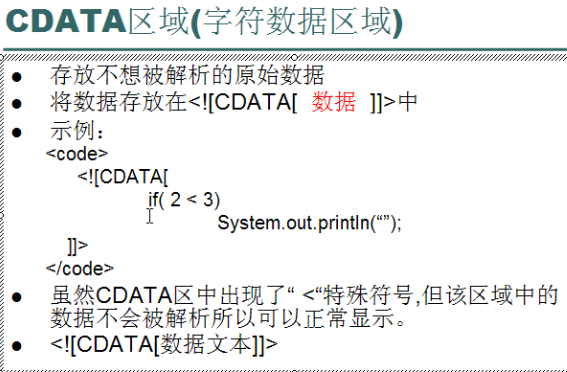 CDATA区域(字符数据区域)
● 存放不想被解析的原始数据
● 将数据存放在<![CDATA[ 数据 ]]>中
● 示例：
<code>
<![CDATA[
if( 2 < 3)
System.out.println(“”);
]]>
</code>
● 虽然CDATA区中出现了“ <“特殊符号,但该区域中的
数据不会被解析所以可以正常显示。
● <![CDATA[数据文本]]>